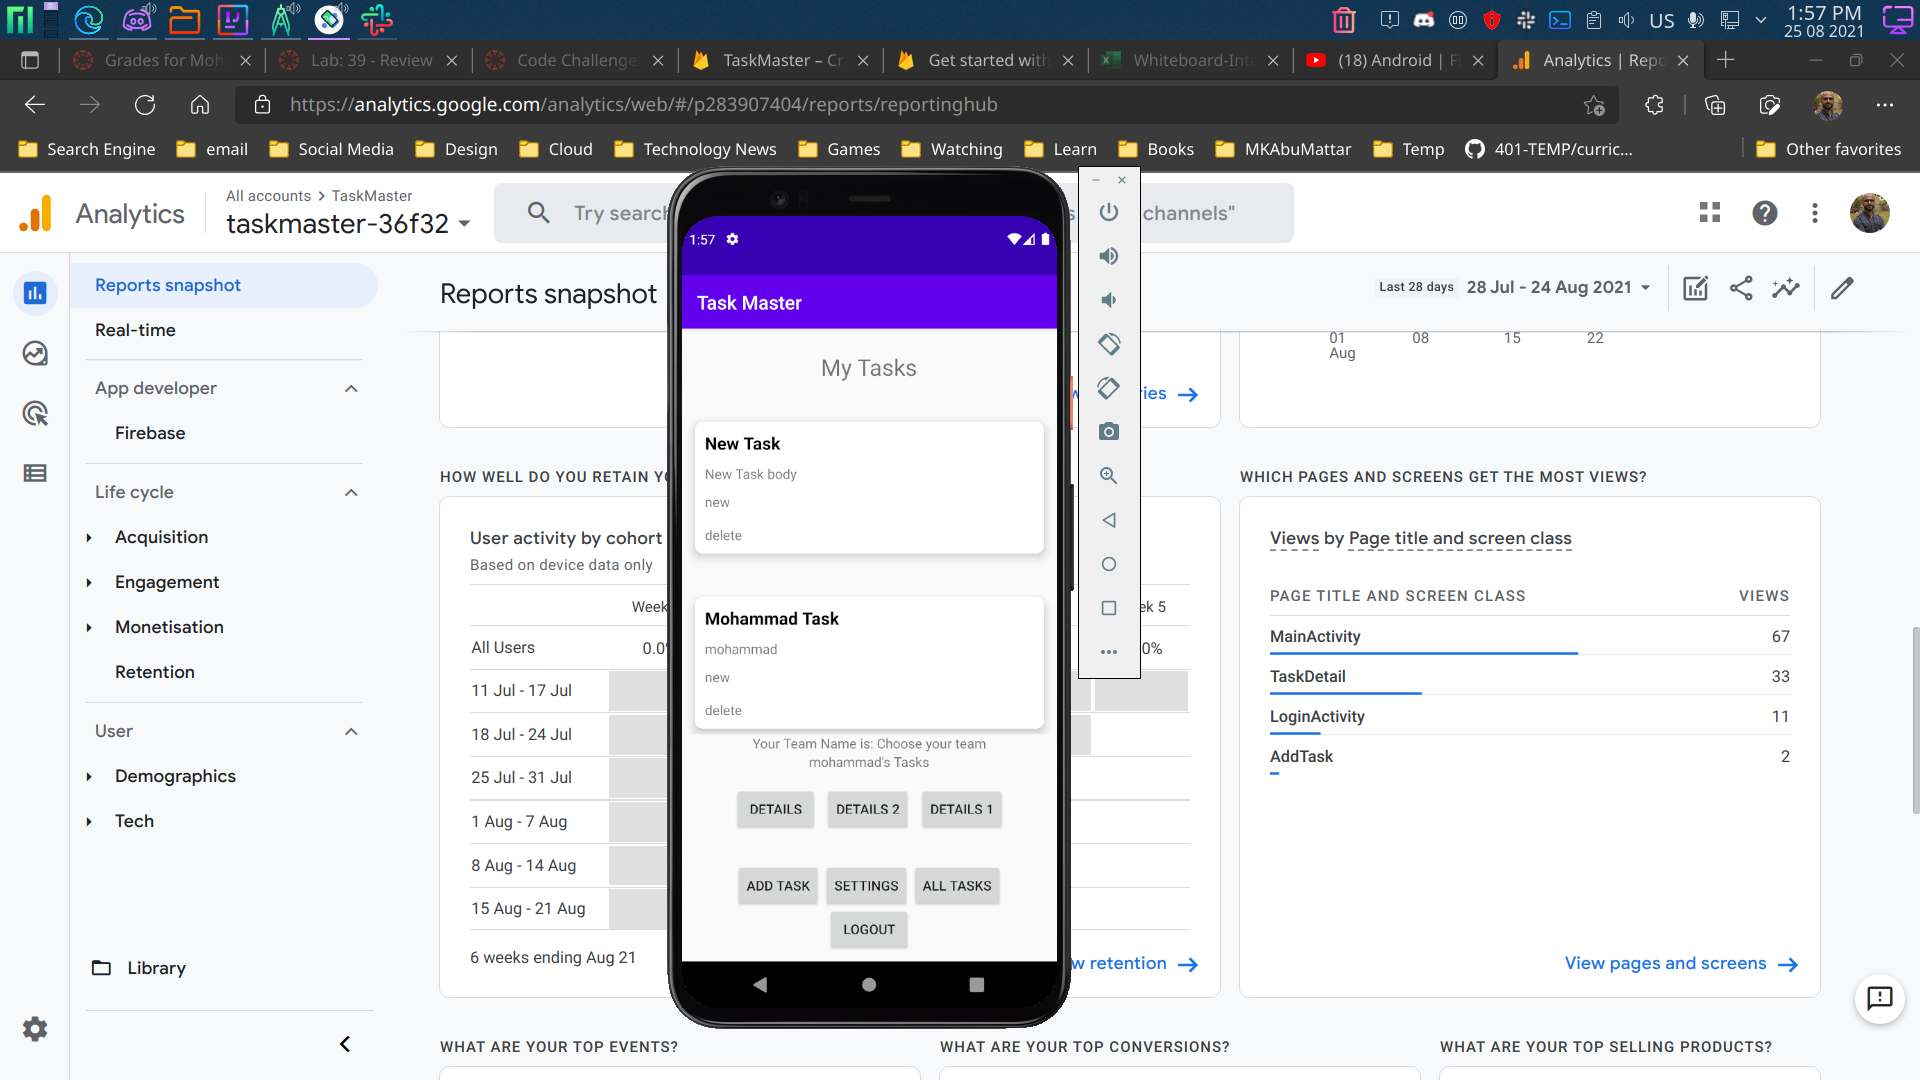 US
1:57 PM
25 08 2021
Grades for Moh
Lab: 39 - Review
Code Challenge
TaskMaster – Cr
Get started with
Whiteboard-Inte
(18) Android | F
Analytics | Repo
https://analytics.google.com/analytics/web/#/p283907404/reports/reportinghub
Search Engine
email
Social Media
Design
Cloud
Technology News
Games
Watching
Learn
Books
MKAbuMattar
Temp
401-TEMP/curric...
Other favorites
Analytics
All accounts > TaskMaster
taskmaster-36f32
Try searc
channels"
Reports snapshot
Real-time
App developer
Firebase
Life cycle
Acquisition
Engagement
Monetisation
Retention
User
Demographics
Tech
Library
Reports snapshot
Last 28 days 28 Jul - 24 Aug 2021
01
Aug
08
15
22
HOW WELL DO YOU RETAIN YO
User activity by cohort
Based on device data only
Week
ek 5
All Users
0.0
0%
11 Jul - 17 Jul
18 Jul - 24 Jul
25 Jul - 31 Jul
1 Aug - 7 Aug
8 Aug - 14 Aug
15 Aug - 21 Aug
6 weeks ending Aug 21
w retention
1:57
Task Master
My Tasks
New Task
New Task body
new
delete
Mohammad Task
mohammad
new
delete
Your Team Name is: Choose your team
mohammad's Tasks
DETAILS
DETAILS 2
DETAILS 1
ADD TASK
SETTINGS
ALL TASKS
LOGOUT
WHICH PAGES AND SCREENS GET THE MOST VIEWS?
Views by Page title and screen class
PAGE TITLE AND SCREEN CLASS VIEWS
MainActivity 67
TaskDetail 33
LoginActivity 11
AddTask 2
View pages and screens
WHAT ARE YOUR TOP EVENTS?
WHAT ARE YOUR TOP CONVERSIONS?
WHAT ARE YOUR TOP SELLING PRODUCTS?